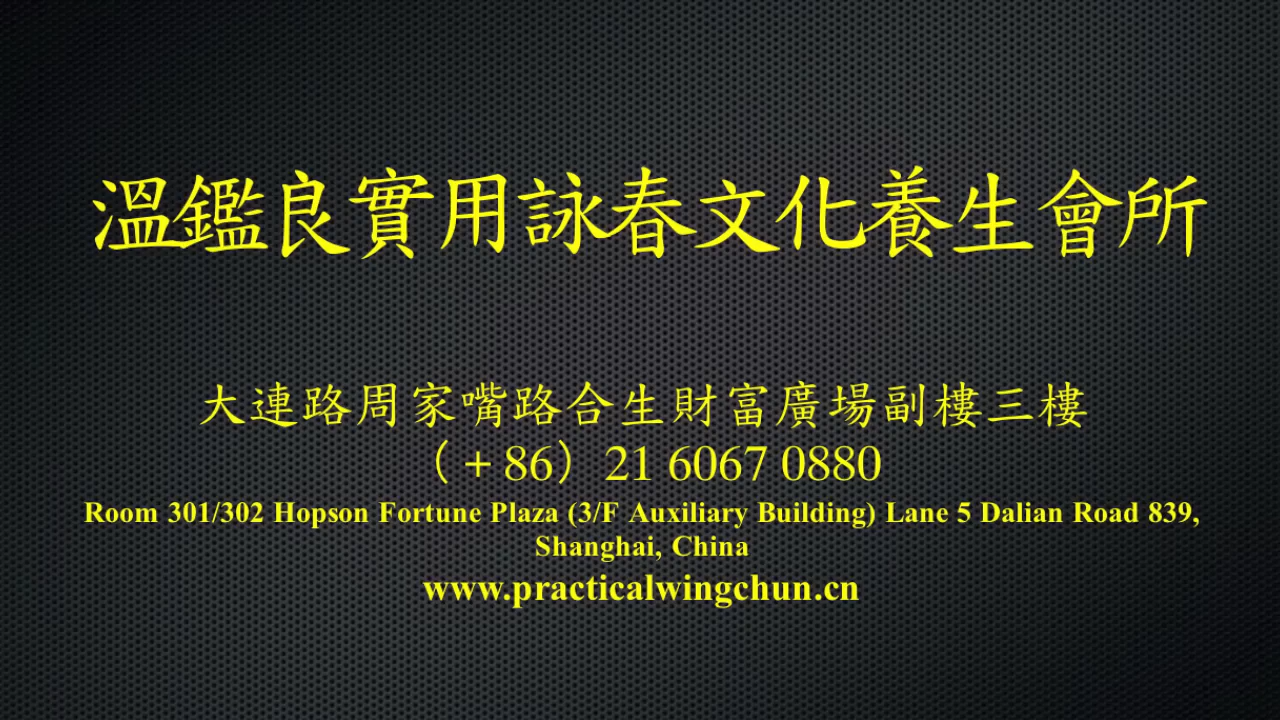 溫鑑良實用詠春文化養生會所
大連路周家嘴路合生財富廣場副樓三樓
（+86）21 6067 0880
Room 301/302 Hopson Fortune Plaza (3/F Auxiliary Building) Lane 5 Dalian Road 839,
Shanghai, China
www.practicalwingchun.cn